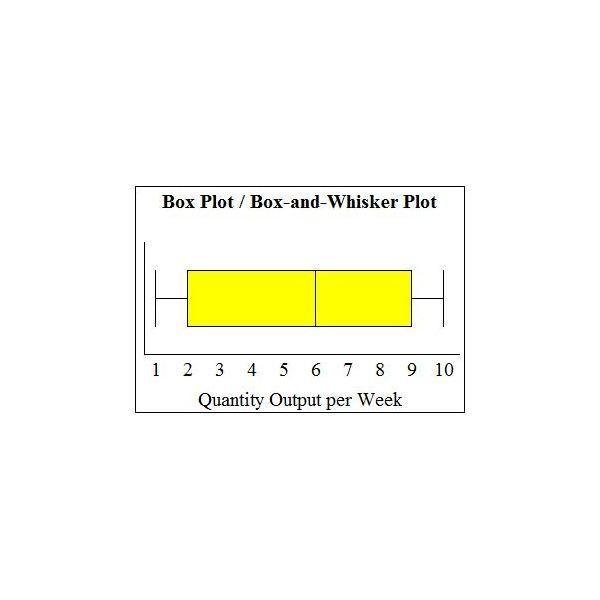 Box Plot / Box-and-Whisker Plot
1 2 3 4 5 6 7 8 9 10
Quantity Output per Week